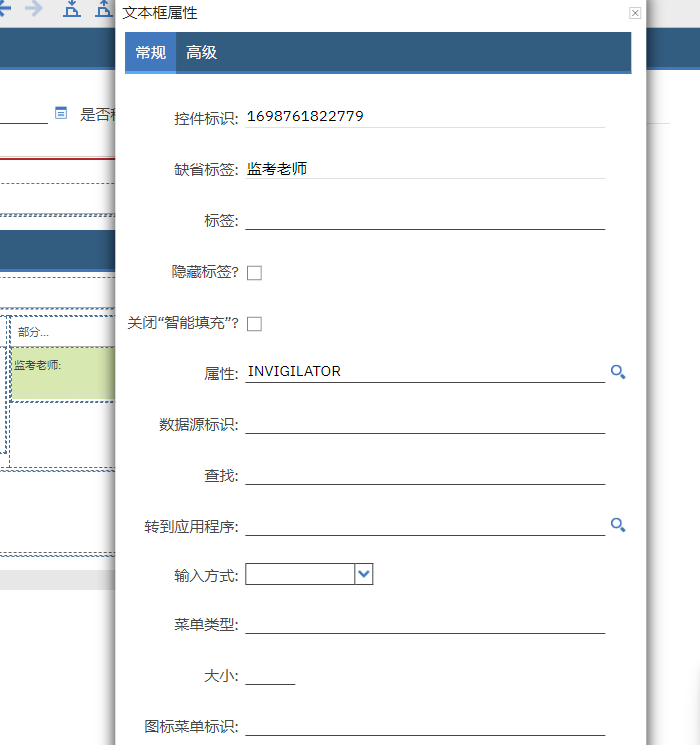 文本框属性
常规 高级
是否
控件标识: 1698761822779
缺省标签: 监考老师
标签:
隐藏标签?
关闭“智能填充”?
部分...
监考老师:
属性: INVIGILATOR
数据源标识:
查找:
转到应用程序:
输入方式:
菜单类型:
大小:
图标菜单标识: